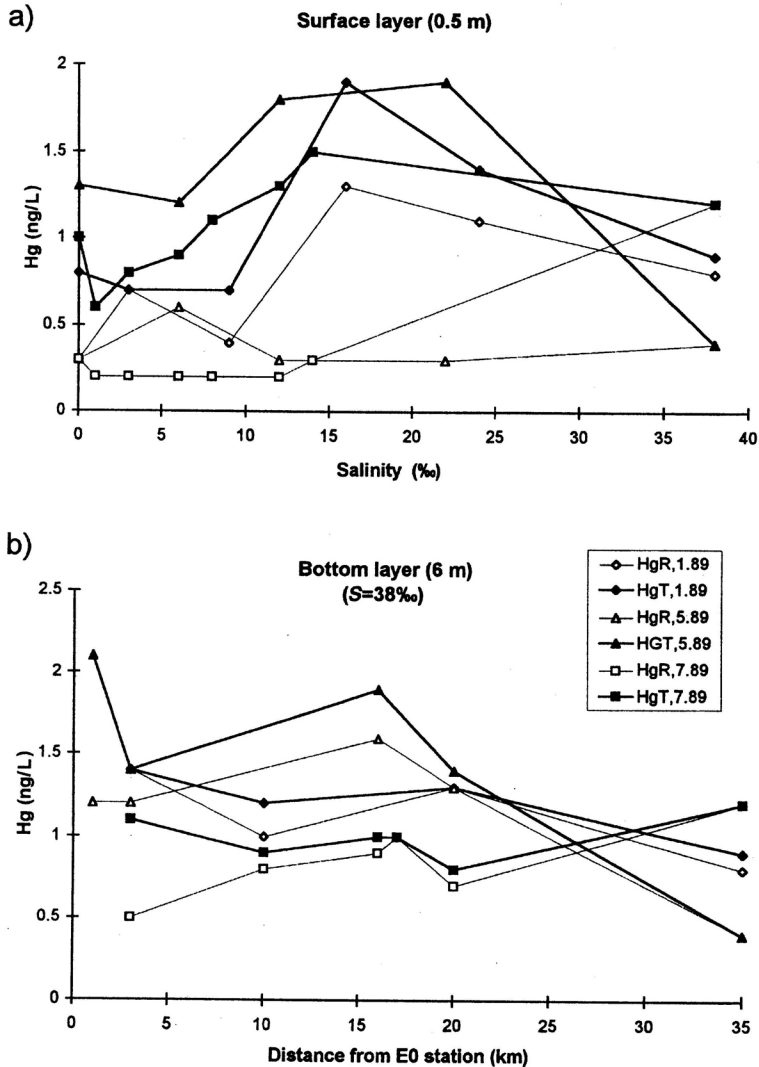 a)
Surface layer (0.5 m)
2
1.5
1
0.5
0
Hg (ng/L)
0 5 10 15 20 25 30 35 40
Salinity (‰)
b)
Bottom layer (6 m)
(S=38‰)
2.5
2
1.5
1
0.5
0
Hg (ng/L)
0 5 10 15 20 25 30 35
Distance from E0 station (km)
HgR,1.89
HgT,1.89
HgR,5.89
HGT,5.89
HgR,7.89
HgT,7.89